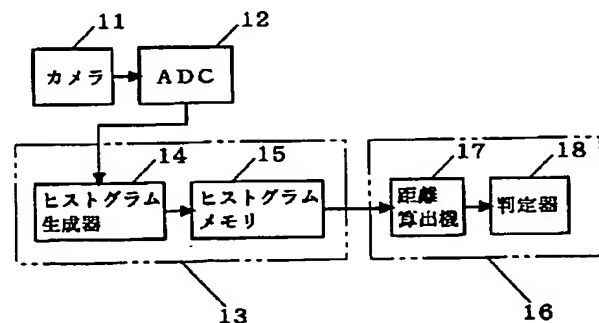 11
12
カメラ
ADC
14
15
17
18
ヒストグラム
生成器
ヒストグラム
メモリ
距離
算出機
判定器
13
16